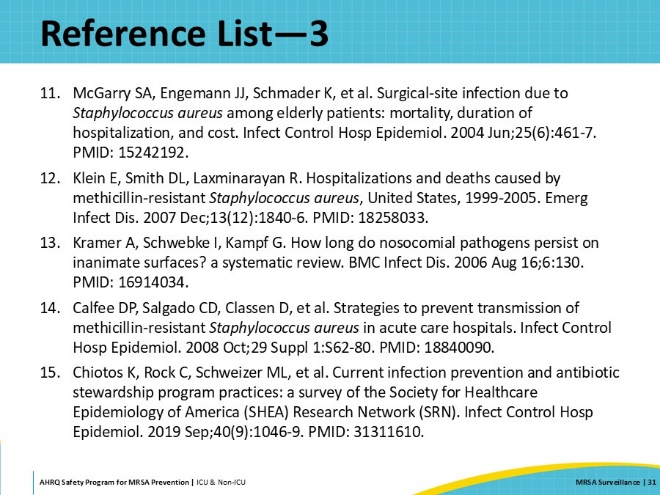 Reference List—3
11. McGarry SA, Engemann JJ, Schmader K, et al. Surgical-site infection due to
Staphylococcus aureus among elderly patients: mortality, duration of
hospitalization, and cost. Infect Control Hosp Epidemiol. 2004 Jun;25(6):461-7.
PMID: 15242192.
12. Klein E, Smith DL, Laxminarayan R. Hospitalizations and deaths caused by
methicillin-resistant Staphylococcus aureus, United States, 1999-2005. Emerg
Infect Dis. 2007 Dec;13(12):1840-6. PMID: 18258033.
13. Kramer A, Schwebke I, Kampf G. How long do nosocomial pathogens persist on
inanimate surfaces? a systematic review. BMC Infect Dis. 2006 Aug 16;6:130.
PMID: 16914034.
14. Calfee DP, Salgado CD, Classen D, et al. Strategies to prevent transmission of
methicillin-resistant Staphylococcus aureus in acute care hospitals. Infect Control
Hosp Epidemiol. 2008 Oct;29 Suppl 1:S62-80. PMID: 18840090.
15. Chiotos K, Rock C, Schweizer ML, et al. Current infection prevention and antibiotic
stewardship program practices: a survey of the Society for Healthcare
Epidemiology of America (SHEA) Research Network (SRN). Infect Control Hosp
Epidemiol. 2019 Sep;40(9):1046-9. PMID: 31311610.
AHRQ Safety Program for MRSA Prevention | ICU & Non-ICU
MRSA Surveillance | 31